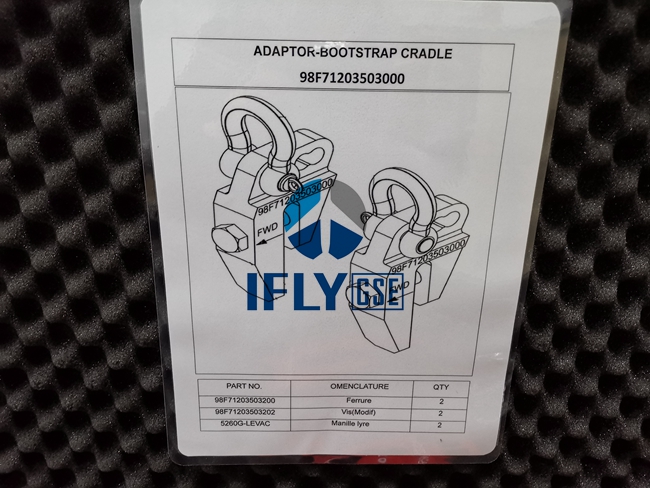 ADAPTOR-BOOTSTRAP CRADLE
98F71203503000
98F71203503000
FWD
98F71203503000
FWD
IFLY GSE
PART NO. OMENCLATURE QTY
98F71203503200 Ferrure 2
98F71203503202 Vis(Modif) 2
5260G-LEVAC Manille lyre 2